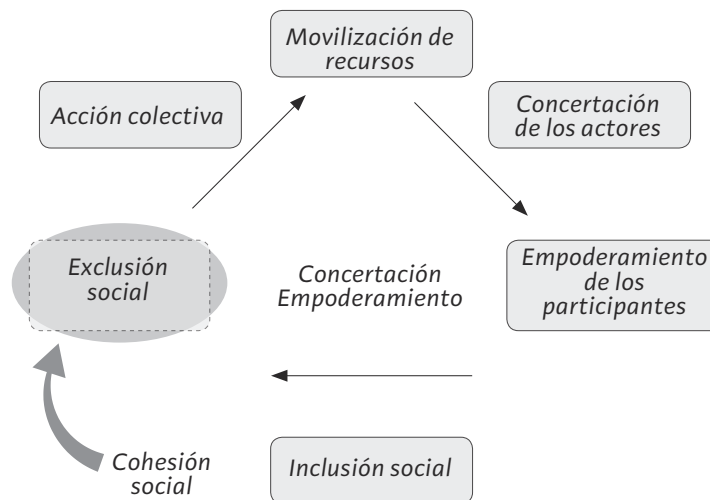 Movilización de
recursos
Acción colectiva
Concertación
de los actores
Exclusión
social
Concertación
Empoderamiento
Empoderamiento
de los
participantes
Cohesión
social
Inclusión social